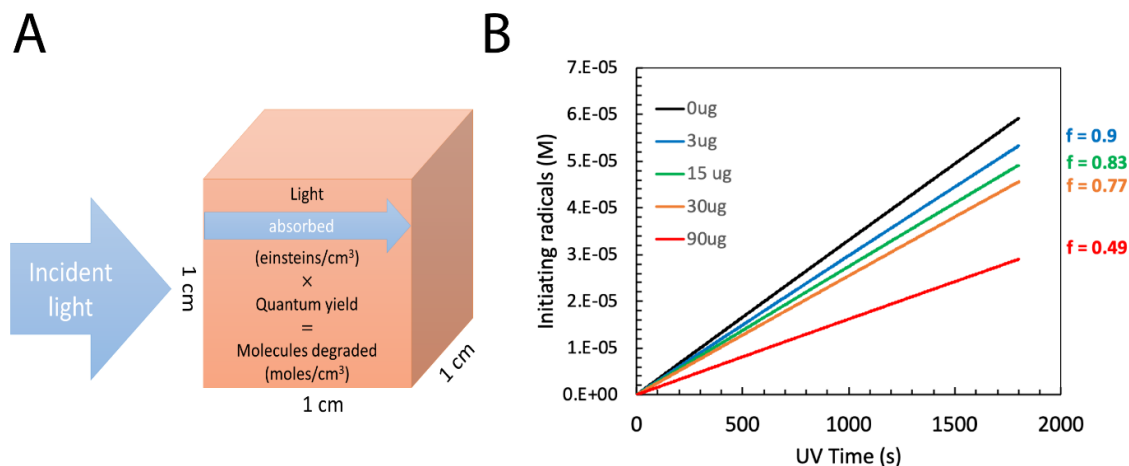 A
Incident
light
1 cm
Light
absorbed
(einsteins/cm³)
×
Quantum yield
=
Molecules degraded
(moles/cm³)
1 cm
1 cm
B
Initiating radicals (M)
7.E-05
6.E-05
5.E-05
4.E-05
3.E-05
2.E-05
1.E-05
0.E+00
0ug
3ug
15 ug
30ug
90ug
f = 0.9
f = 0.83
f = 0.77
f = 0.49
0 500 1000 1500 2000
UV Time (s)